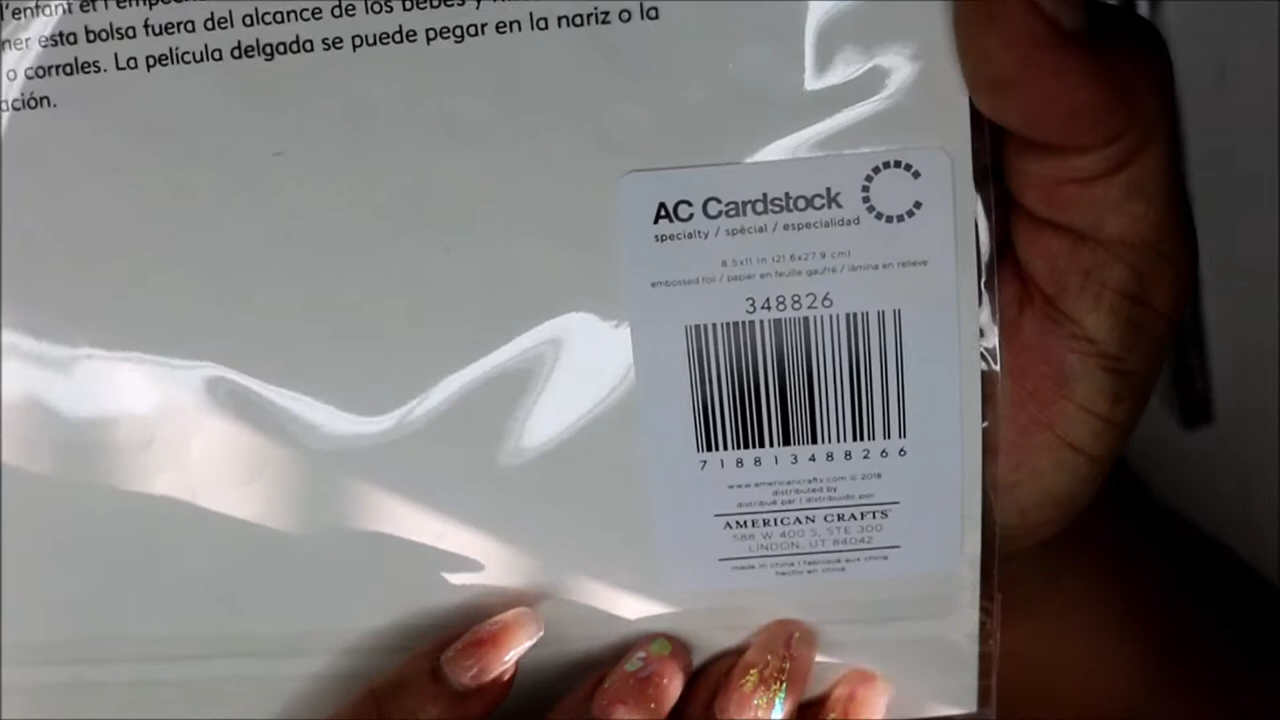 l'enfant et l'empêc
ner esta bolsa fuera del alcance de los bebés y
o corrales. La película delgada se puede pegar en la nariz o la
ación.
AC Cardstock
specialty / spécial / especialidad
8.5x11 in (21.6x27.9 cm)
embossed foil / papier en feuille gaufré / lámina en relieve
348826
7 18813 48826 6
www.americancrafts.com © 2018
distributed by
distribué par | distribuido por
AMERICAN CRAFTS™
588 W 400 S, STE 300
LINDON, UT 84042
made in china | fabriqué aux chine
hecho en china